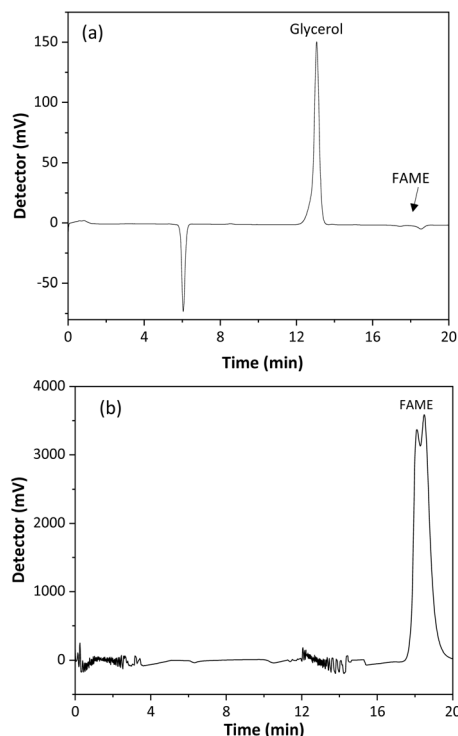 (a)
Glycerol
150
100
50
0
-50
Detector (mV)
FAME
0 4 8 12 16 20
Time (min)
(b)
FAME
4000
3000
2000
1000
0
Detector (mV)
0 4 8 12 16 20
Time (min)